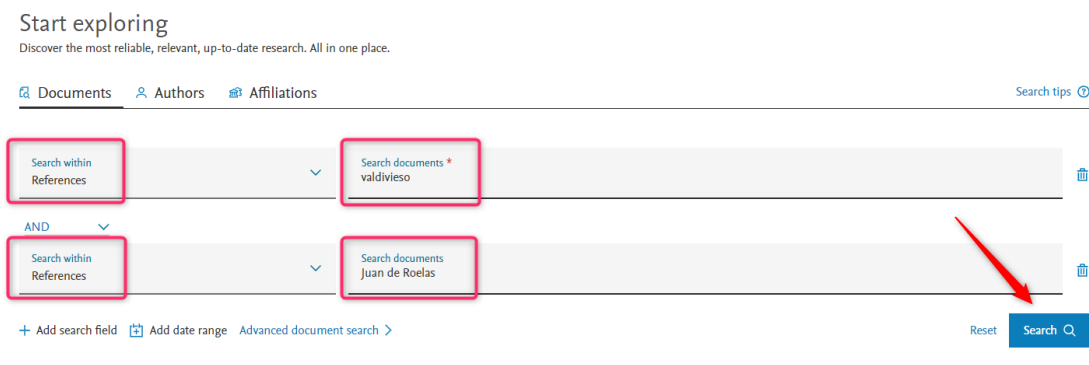 Start exploring
Discover the most reliable, relevant, up-to-date research. All in one place.
Documents Authors Affiliations Search tips
Search within Search documents *
References valdivieso
AND
Search within Search documents
References Juan de Roelas
Add search field Add date range Advanced document search Reset Search